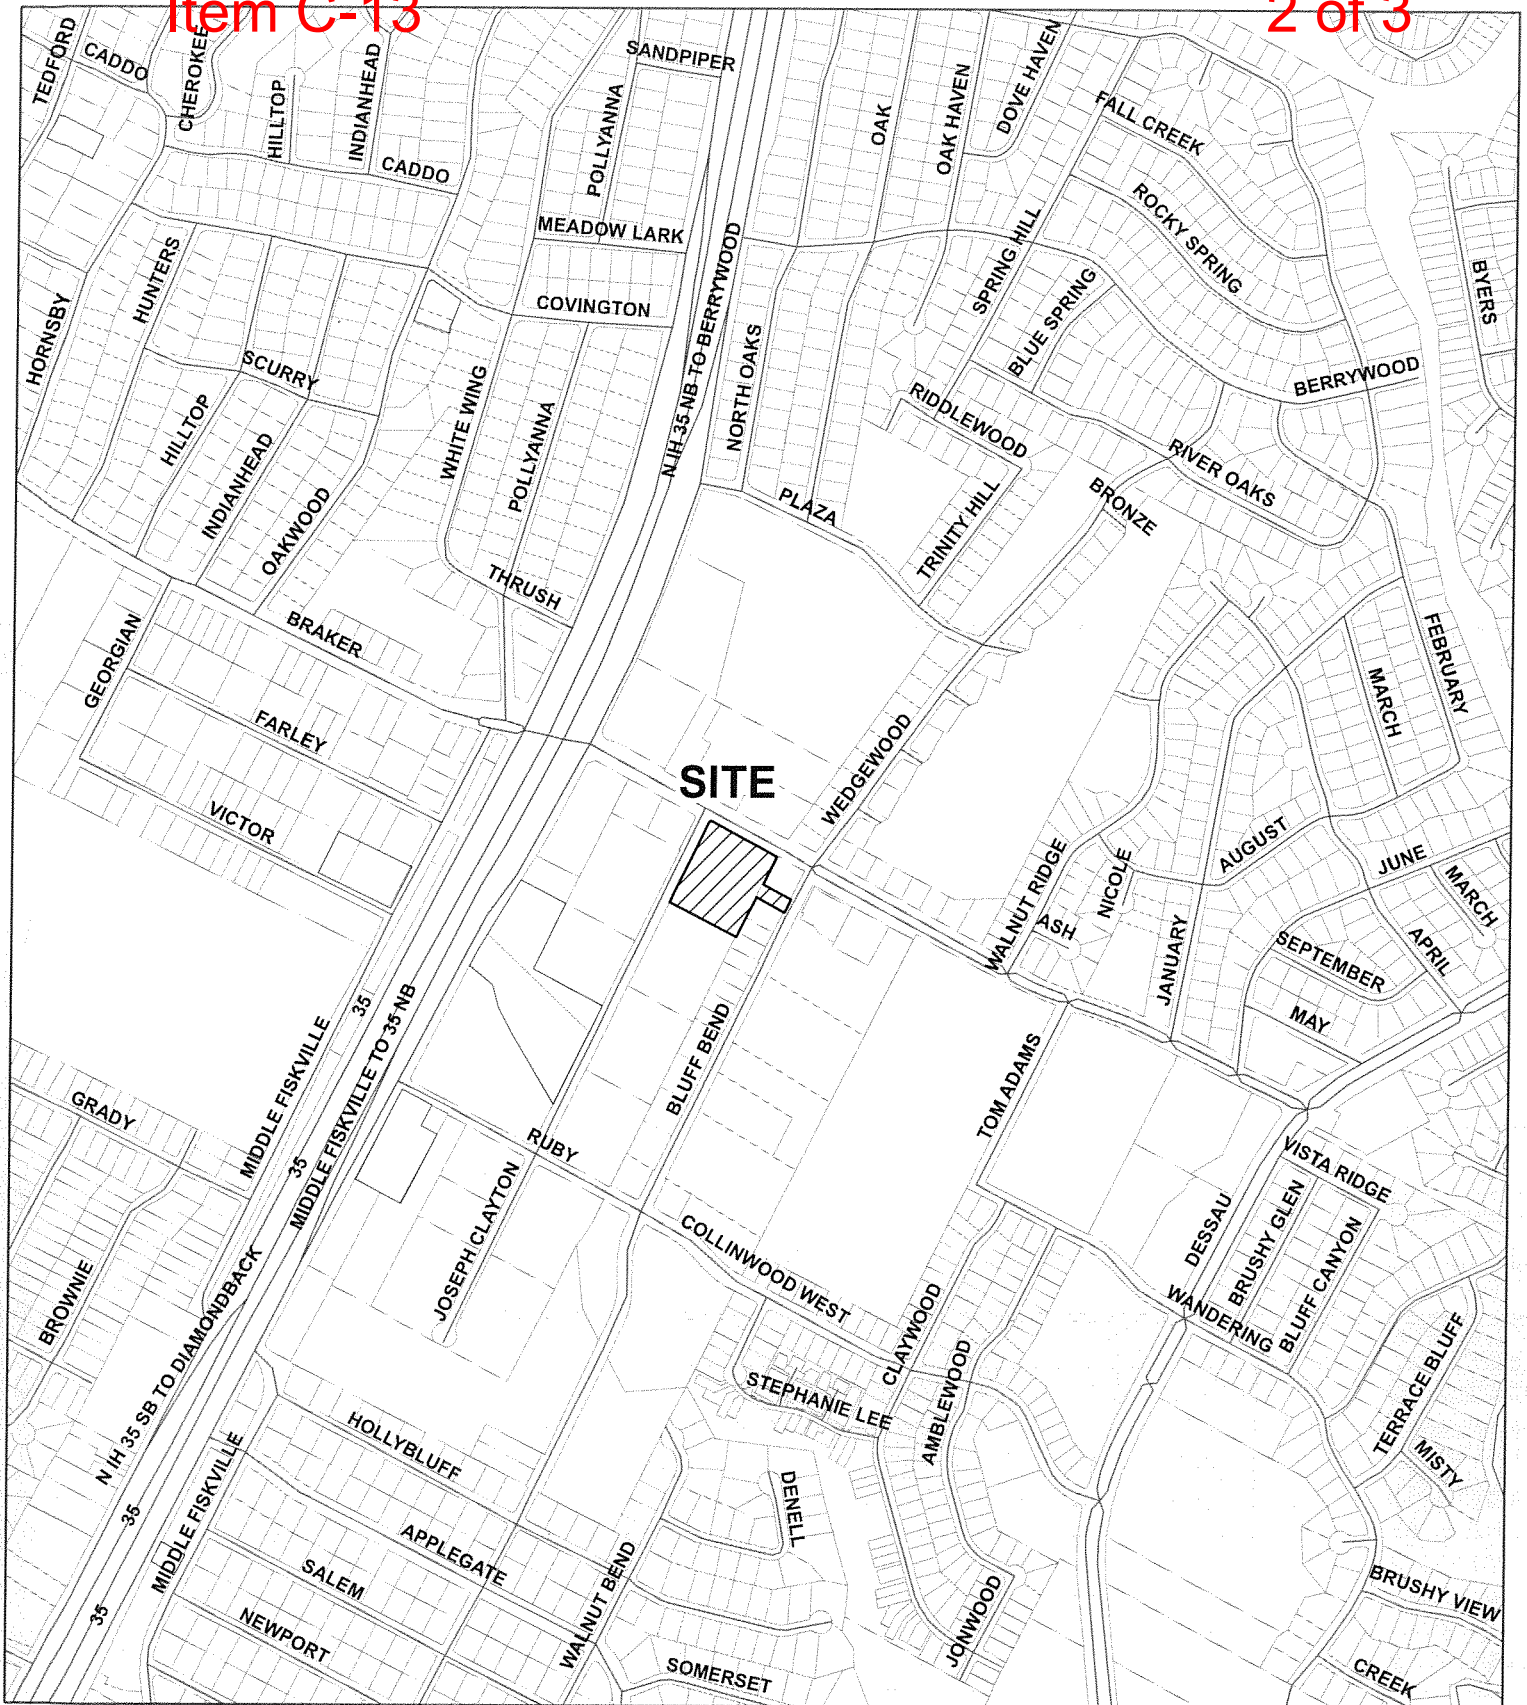 Item C-13
2 of 3
TEDFORD
CADDO
CHEROKEE
HILLTOP
INDIANHEAD
CADDO
SANDPIPER
POLLYANNA
MEADOW LARK
COVINGTON
N IH 35 NB TO BERRYWOOD
OAK
OAK HAVEN
DOVE HAVEN
FALL CREEK
ROCKY SPRING
SPRING HILL
BLUE SPRING
BYERS
BERRYWOOD
HORNSBY
HUNTERS
SCURRY
HILLTOP
INDIANHEAD
OAKWOOD
WHITE WING
POLLYANNA
NORTH OAKS
RIDDLEWOOD
RIVER OAKS
PLAZA
TRINITY HILL
BRONZE
THRUSH
BRAKER
GEORGIAN
FARLEY
VICTOR
FEBRUARY
MARCH
WEDGEWOOD
SITE
WALNUT RIDGE
NICOLE
AUGUST
JUNE
MARCH
ASH
JANUARY
SEPTEMBER
APRIL
MAY
35
MIDDLE FISKVILLE
MIDDLE FISKVILLE TO 35 NB
35
BLUFF BEND
TOM ADAMS
GRADY
RUBY
VISTA RIDGE
BRUSHY GLEN
BLUFF CANYON
DESSAU
WANDERING
JOSEPH CLAYTON
COLLINWOOD WEST
BROWNIE
N IH 35 SB TO DIAMONDBACK
CLAYWOOD
AMBLEWOOD
STEPHANIE LEE
TERRACE BLUFF
MISTY
HOLLYBLUFF
MIDDLE FISKVILLE
35
DENELL
APPLEGATE
SALEM
WALNUT BEND
NEWPORT
35
JONWOOD
BRUSHY VIEW
SOMERSET
CREEK